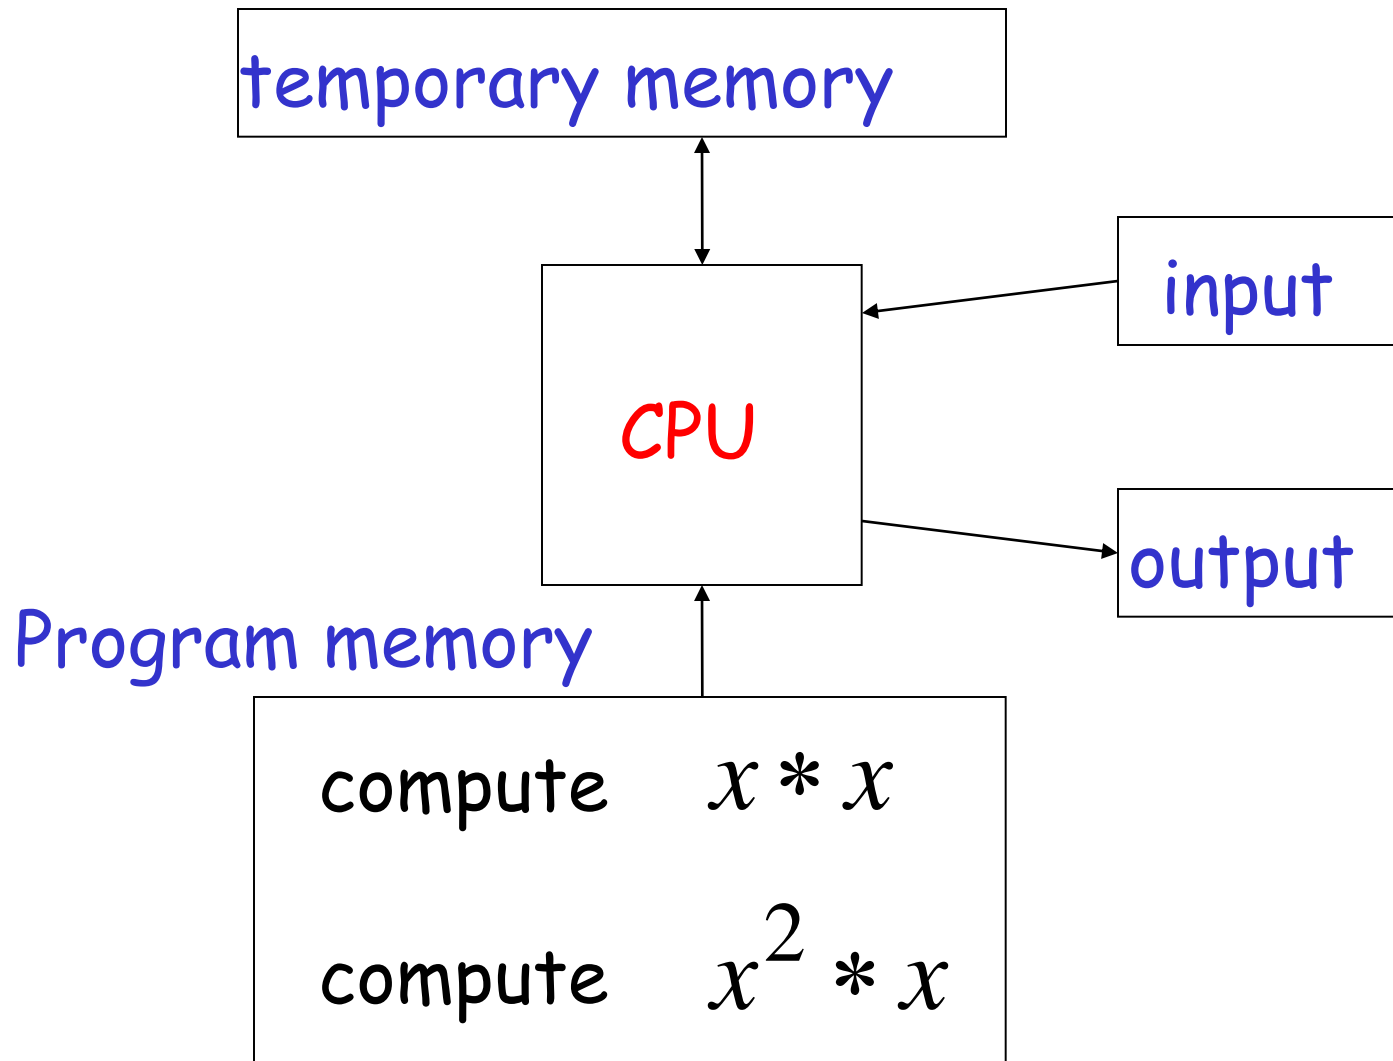 temporary memory
input
CPU
output
Program memory
compute x * x
compute x² * x